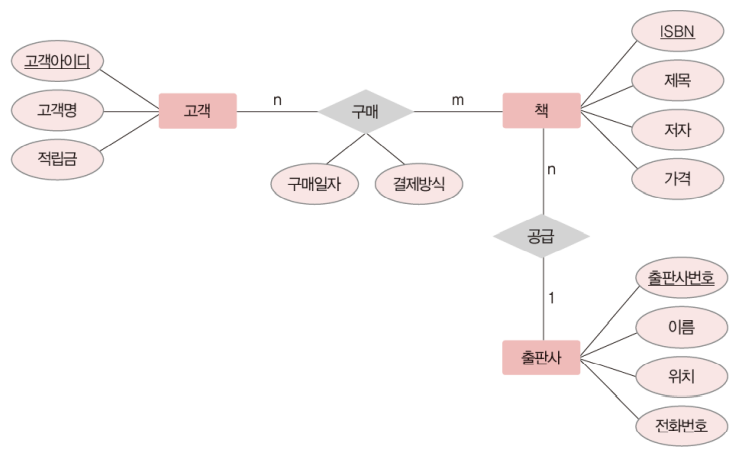 고객아이디
고객명
적립금
고객
n
구매
m
구매일자
결제방식
책
ISBN
제목
저자
가격
n
공급
1
출판사
출판사번호
이름
위치
전화번호